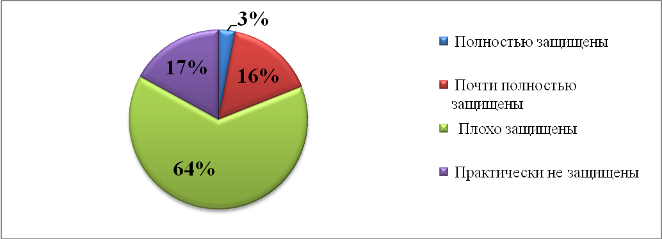 3%
17%
16%
64%
Полностью защищены
Почти полностью
защищены
Плохо защищены
Практически не защищены